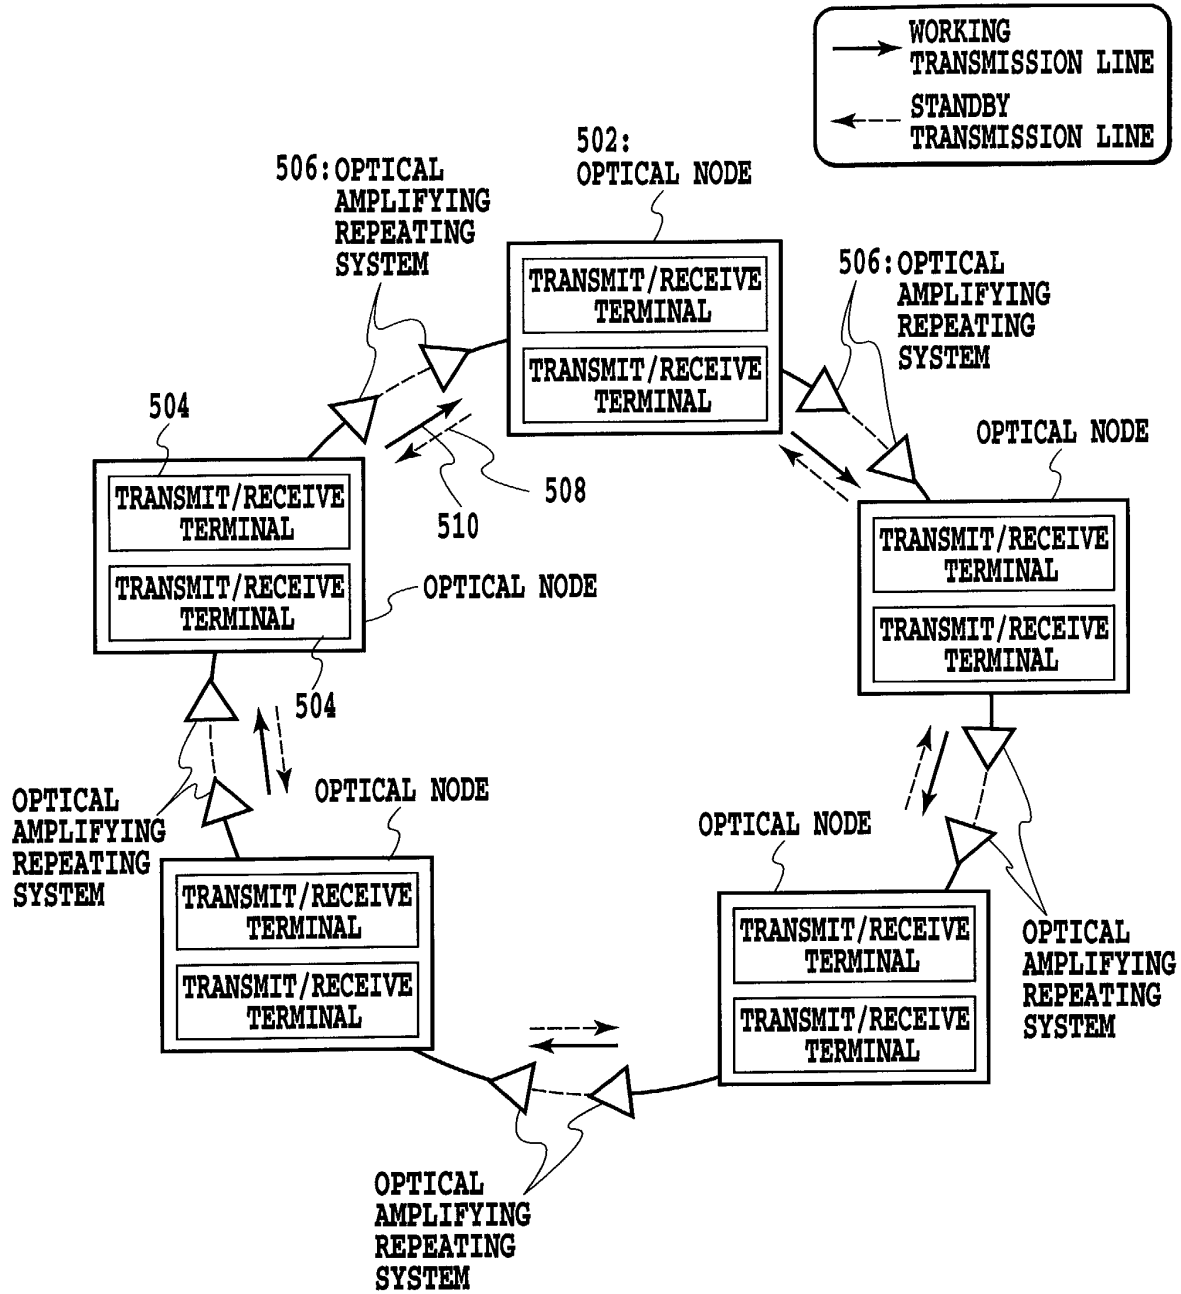 WORKING
TRANSMISSION LINE
STANDBY
TRANSMISSION LINE
502:
OPTICAL NODE
506:OPTICAL
AMPLIFYING
REPEATING
SYSTEM
TRANSMIT/RECEIVE
TERMINAL
TRANSMIT/RECEIVE
TERMINAL
506:OPTICAL
AMPLIFYING
REPEATING
SYSTEM
504
OPTICAL NODE
TRANSMIT/RECEIVE
TERMINAL
TRANSMIT/RECEIVE
TERMINAL
508
510
OPTICAL NODE
504
TRANSMIT/RECEIVE
TERMINAL
TRANSMIT/RECEIVE
TERMINAL
OPTICAL
AMPLIFYING
REPEATING
SYSTEM
OPTICAL NODE
OPTICAL NODE
TRANSMIT/RECEIVE
TERMINAL
TRANSMIT/RECEIVE
TERMINAL
TRANSMIT/RECEIVE
TERMINAL
TRANSMIT/RECEIVE
TERMINAL
OPTICAL
AMPLIFYING
REPEATING
SYSTEM
OPTICAL
AMPLIFYING
REPEATING
SYSTEM